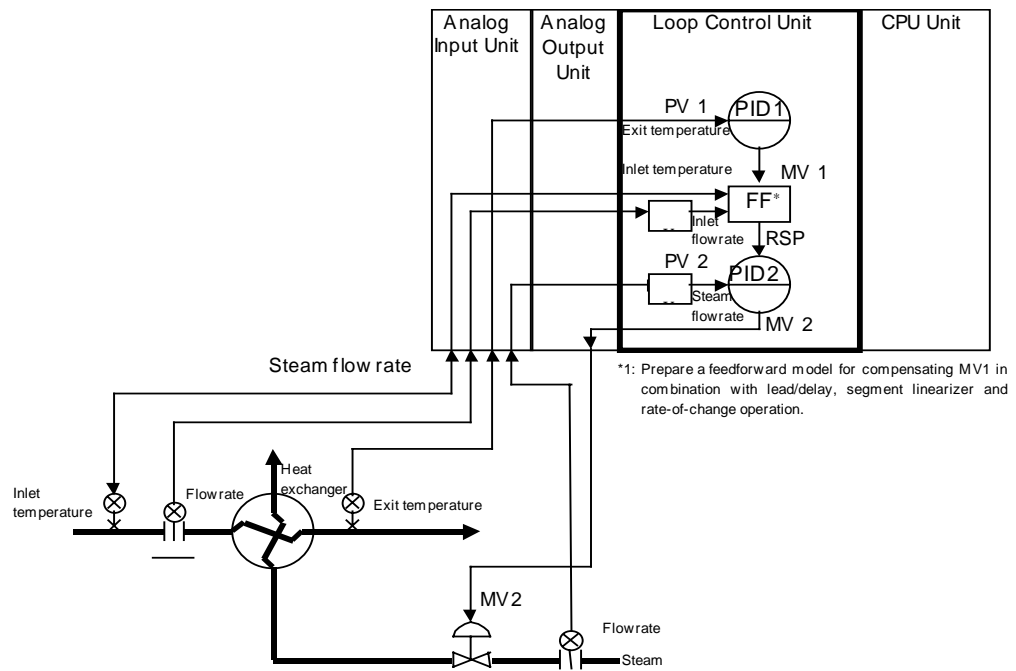 Analog
Input Unit
Analog
Output
Unit
Loop Control Unit
CPU Unit
PV 1
PID1
Exit temperature
Inlet temperature
MV 1
FF*
Inlet
flowrate
RSP
PV 2
PID2
Steam
flowrate
MV 2
Steam flow rate
*1: Prepare a feedforward model for compensating MV1 in
combination with lead/delay, segment linearizer and
rate-of-change operation.
Inlet
temperature
Flowrate
Heat
exchanger
Exit temperature
MV2
Flowrate
Steam